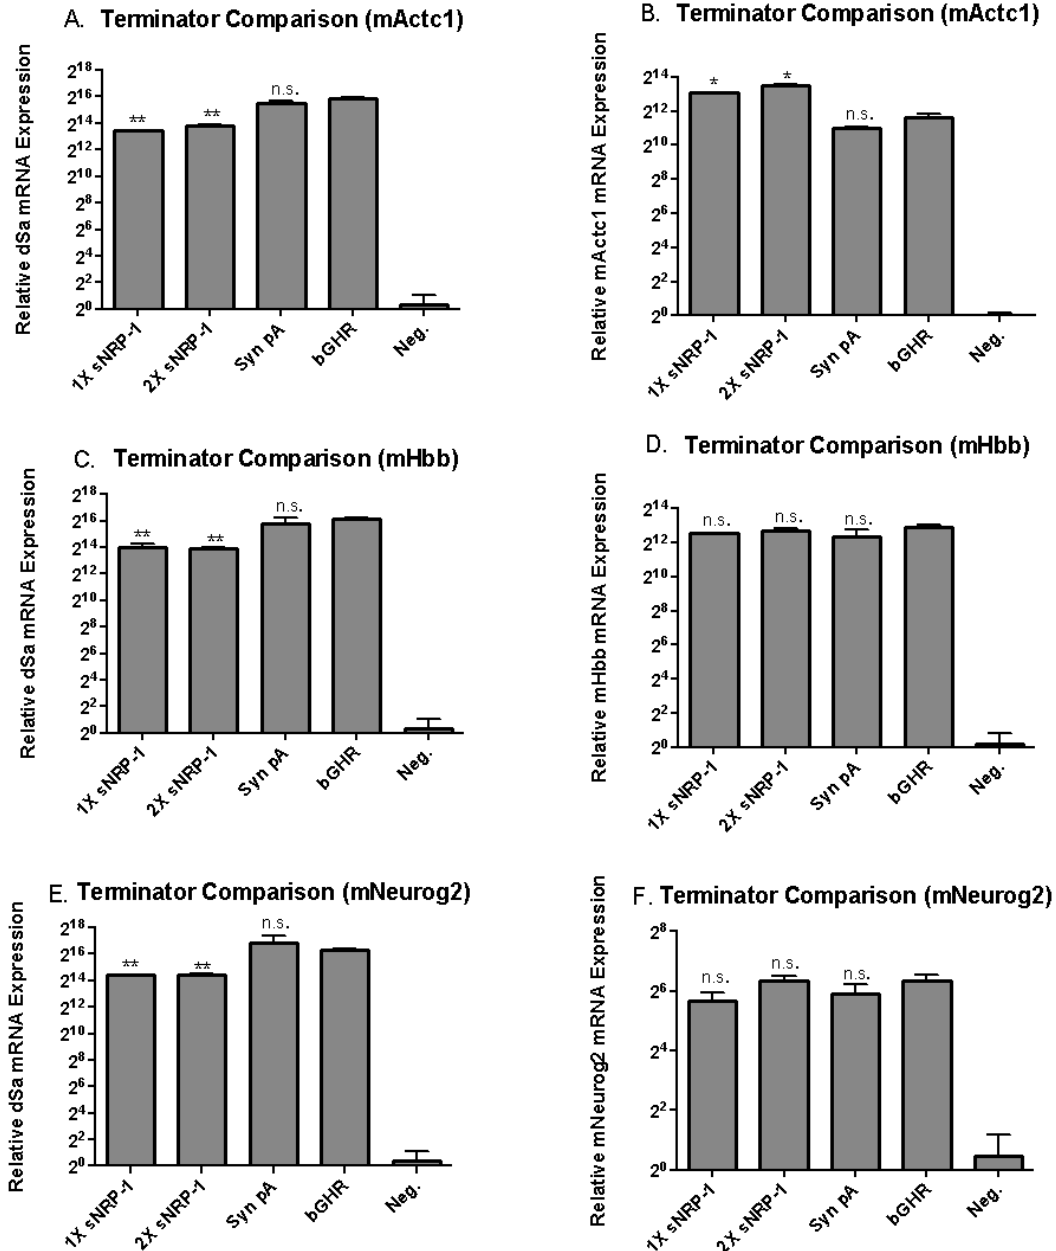 A. Terminator Comparison (mActc1)
Relative dSa mRNA Expression
2^18
2^16
2^14
2^12
2^10
2^8
2^6
2^4
2^2
2^0
** ** n.s.
1X sNRP-1
2X sNRP-1
Syn pA
bGHR
Neg.
B. Terminator Comparison (mActc1)
Relative mActc1 mRNA Expression
2^14
2^12
2^10
2^8
2^6
2^4
2^2
2^0
* * n.s.
1X sNRP-1
2X sNRP-1
Syn pA
bGHR
Neg.
C. Terminator Comparison (mHbb)
Relative dSa mRNA Expression
2^18
2^16
2^14
2^12
2^10
2^8
2^6
2^4
2^2
2^0
** ** n.s.
1X sNRP-1
2X sNRP-1
Syn pA
bGHR
Neg.
D. Terminator Comparison (mHbb)
Relative mHbb mRNA Expression
2^14
2^12
2^10
2^8
2^6
2^4
2^2
2^0
n.s. n.s. n.s.
1X sNRP-1
2X sNRP-1
Syn pA
bGHR
Neg.
E. Terminator Comparison (mNeurog2)
Relative dSa mRNA Expression
2^18
2^16
2^14
2^12
2^10
2^8
2^6
2^4
2^2
2^0
** ** n.s.
1X sNRP-1
2X sNRP-1
Syn pA
bGHR
Neg.
F. Terminator Comparison (mNeurog2)
Relative mNeurog2 mRNA Expression
2^8
2^6
2^4
2^2
2^0
n.s. n.s. n.s.
1X sNRP-1
2X sNRP-1
Syn pA
bGHR
Neg.